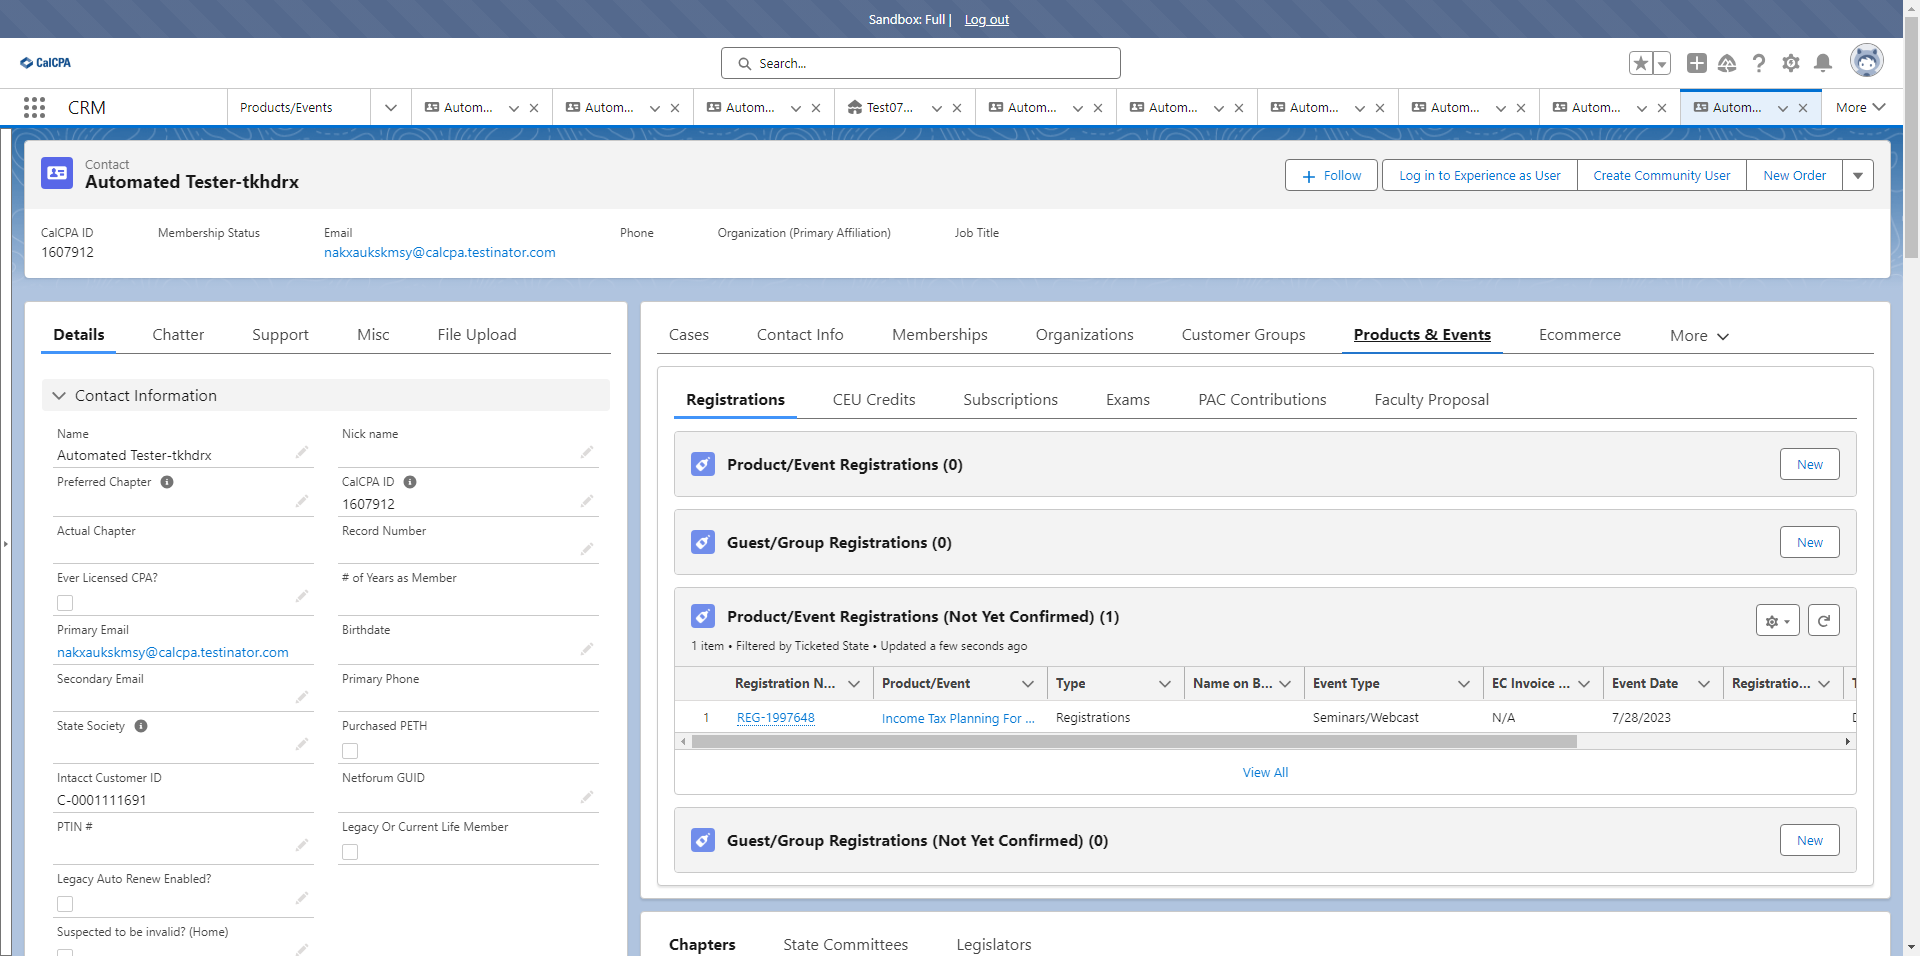 Sandbox: Full | Log out
CalCPA
Search...
CRM
Products/Events
Autom...
Autom...
Autom...
Test07...
Autom...
Autom...
Autom...
Autom...
Autom...
Autom...
More
Contact
Automated Tester-tkhdrx
Follow
Log in to Experience as User
Create Community User
New Order
CalCPA ID
Membership Status
Email
Phone
Organization (Primary Affiliation)
Job Title
1607912
nakxaukskmsy@calcpa.testinator.com
Details
Chatter
Support
Misc
File Upload
Contact Information
Name
Automated Tester-tkhdrx
Nick name
Preferred Chapter
CalCPA ID
1607912
Actual Chapter
Record Number
Ever Licensed CPA?
# of Years as Member
Primary Email
nakxaukskmsy@calcpa.testinator.com
Birthdate
Secondary Email
Primary Phone
State Society
Purchased PETH
Intacct Customer ID
C-0001111691
Netforum GUID
PTIN #
Legacy Or Current Life Member
Legacy Auto Renew Enabled?
Suspected to be invalid? (Home)
Cases
Contact Info
Memberships
Organizations
Customer Groups
Products & Events
Ecommerce
More
Registrations
CEU Credits
Subscriptions
Exams
PAC Contributions
Faculty Proposal
Product/Event Registrations (0)
New
Guest/Group Registrations (0)
New
Product/Event Registrations (Not Yet Confirmed) (1)
1 item • Filtered by Ticketed State • Updated a few seconds ago
Registration N...
Product/Event
Type
Name on B...
Event Type
EC Invoice ...
Event Date
Registratio...
1
REG-1997648
Income Tax Planning For ...
Registrations
Seminars/Webcast
N/A
7/28/2023
View All
Guest/Group Registrations (Not Yet Confirmed) (0)
New
Chapters
State Committees
Legislators